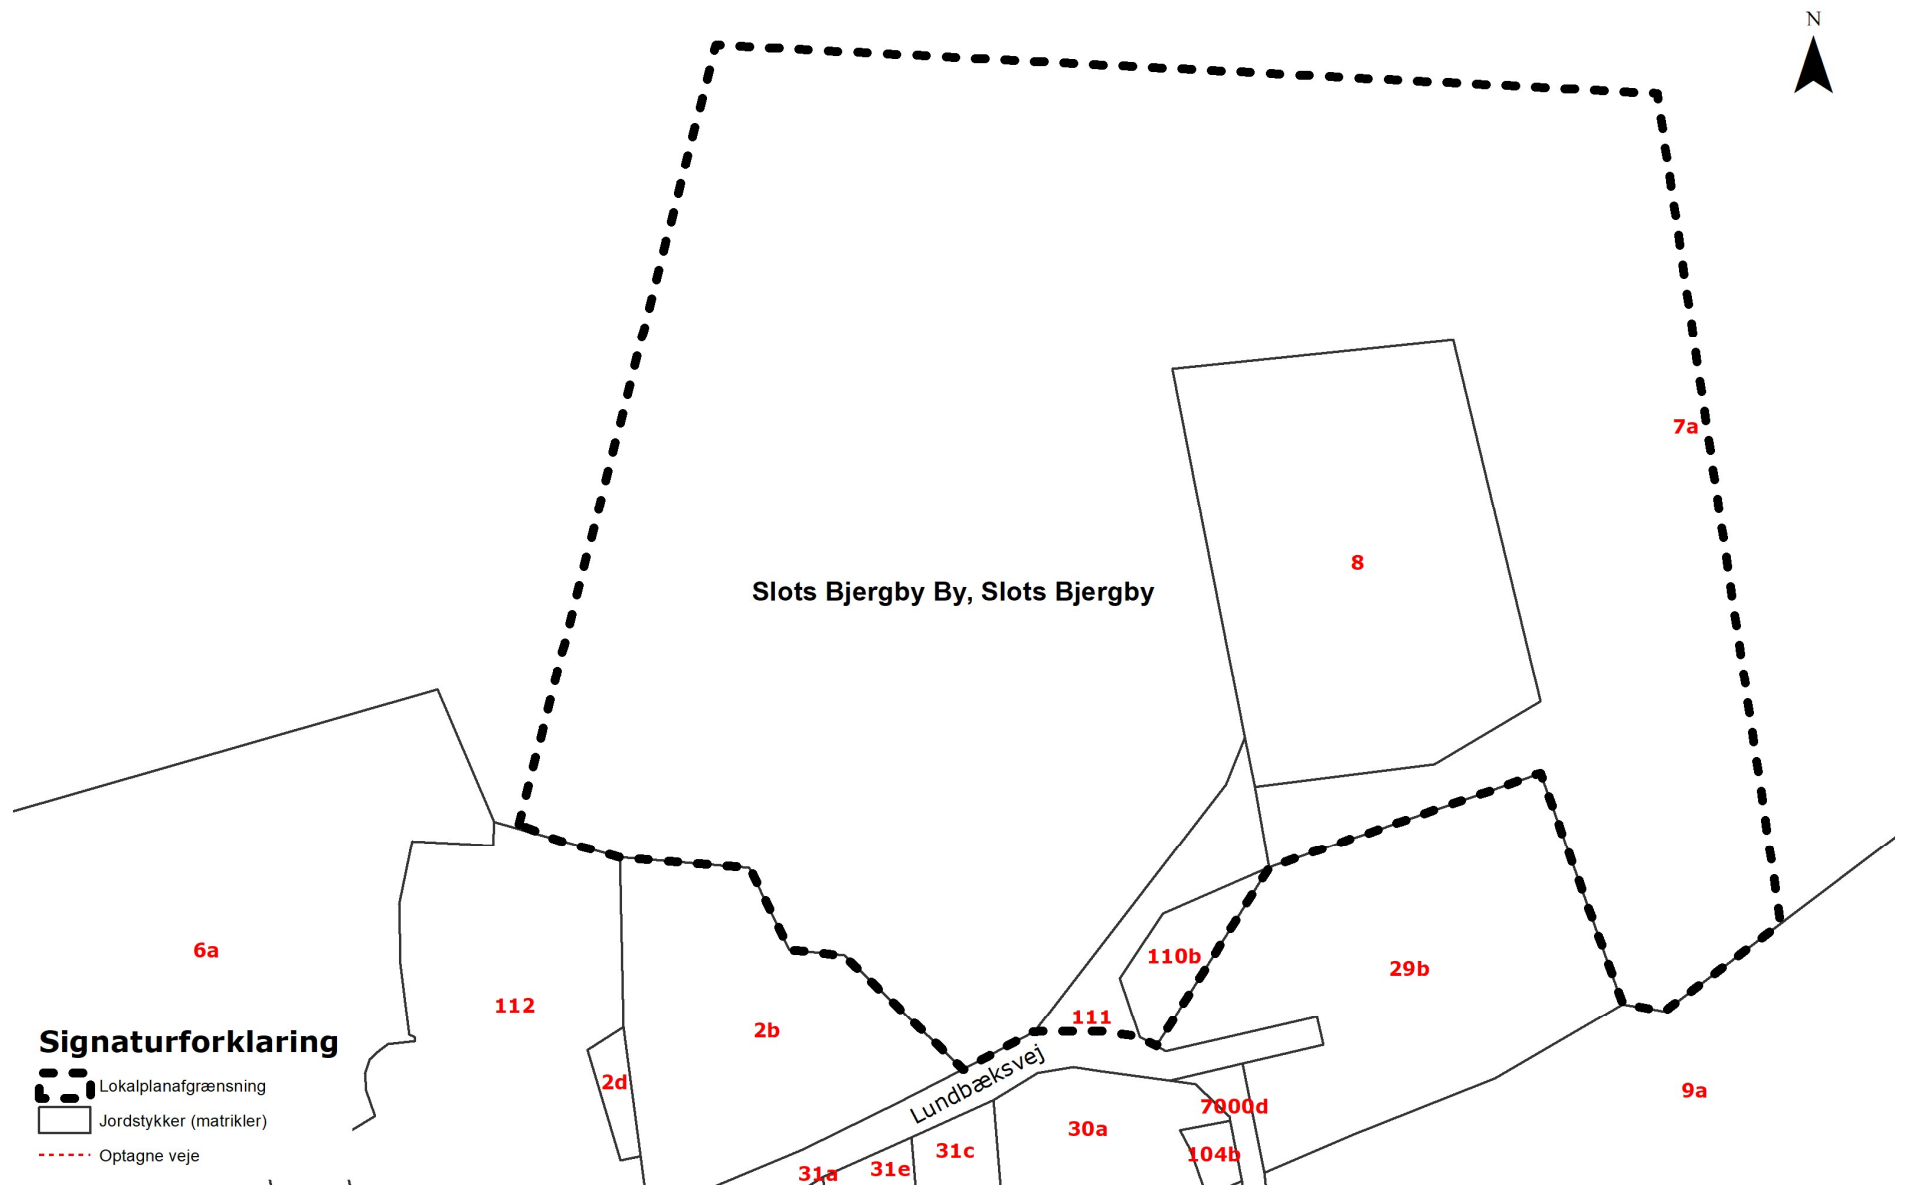 N
7a
8
Slots Bjergby By, Slots Bjergby
6a
110b
29b
112
111
2b
Signaturforklaring
Lokalplanafgrænsning
Jordstykker (matrikler)
Optagne veje
2d
Lundbæksvej
9a
7000d
30a
31c
104b
31e
31a